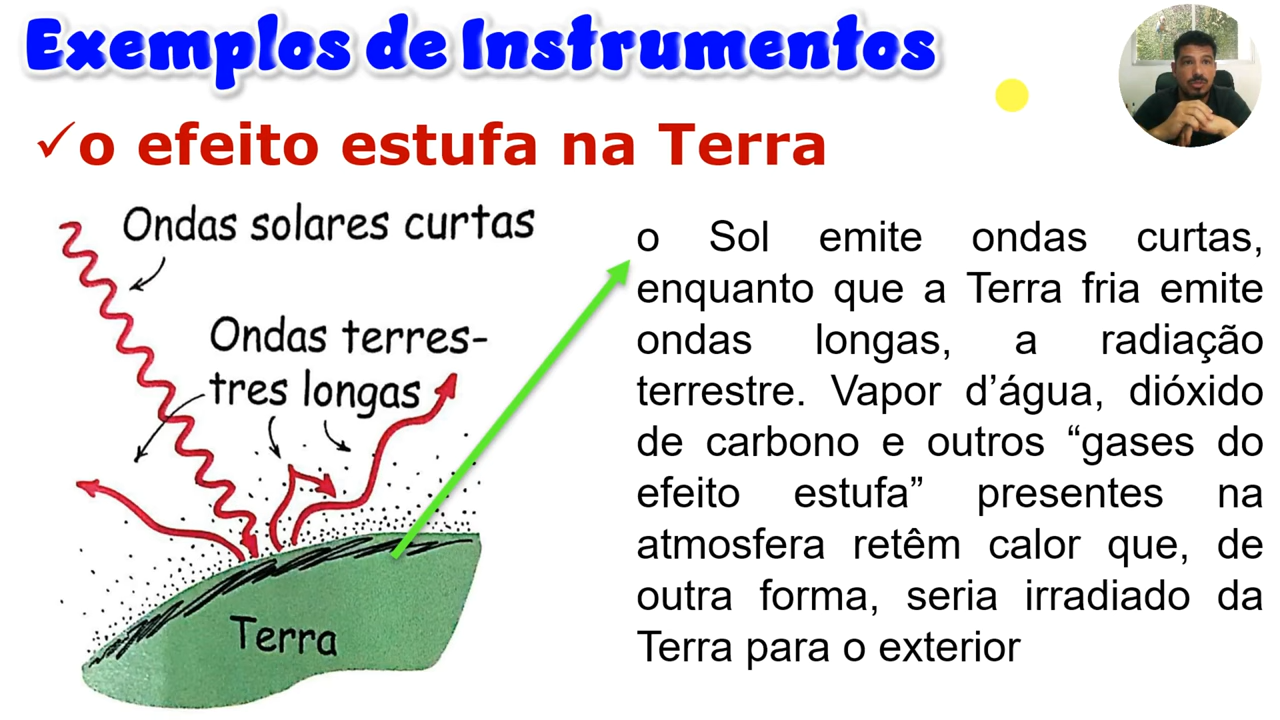 Exemplos de Instrumentos
✓o efeito estufa na Terra
Ondas solares curtas
Ondas terres-
tres longas
Terra
o Sol emite ondas curtas,
enquanto que a Terra fria emite
ondas longas, a radiação
terrestre. Vapor d’água, dióxido
de carbono e outros “gases do
efeito estufa” presentes na
atmosfera retêm calor que, de
outra forma, seria irradiado da
Terra para o exterior